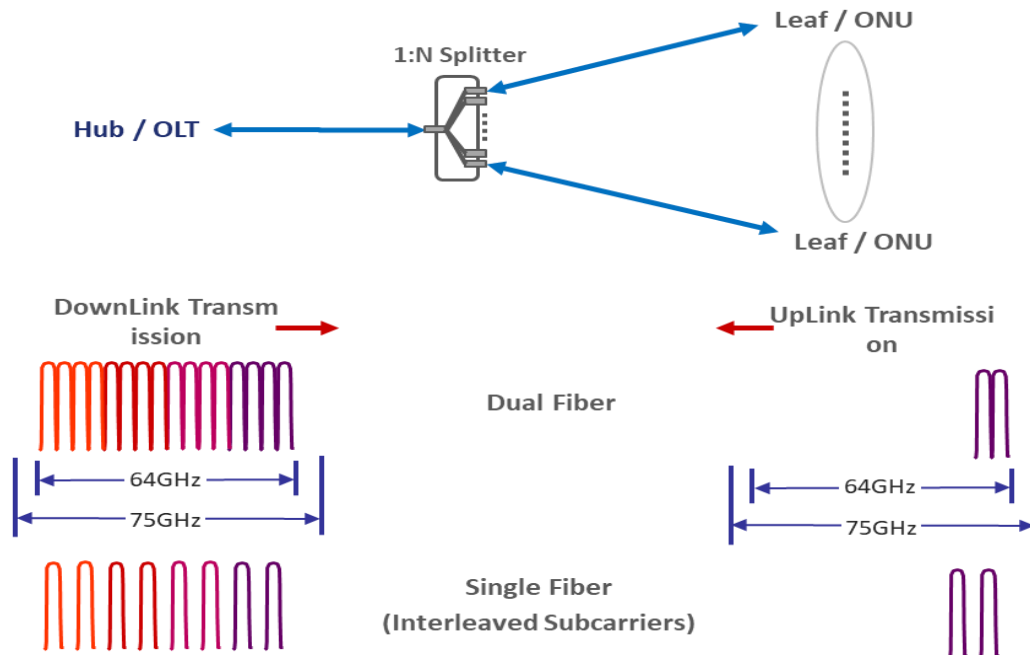 Leaf / ONU
1:N Splitter
Hub / OLT
Leaf / ONU
DownLink Transm
ission
UpLink Transmissi
on
Dual Fiber
64GHz
75GHz
64GHz
75GHz
Single Fiber
(Interleaved Subcarriers)